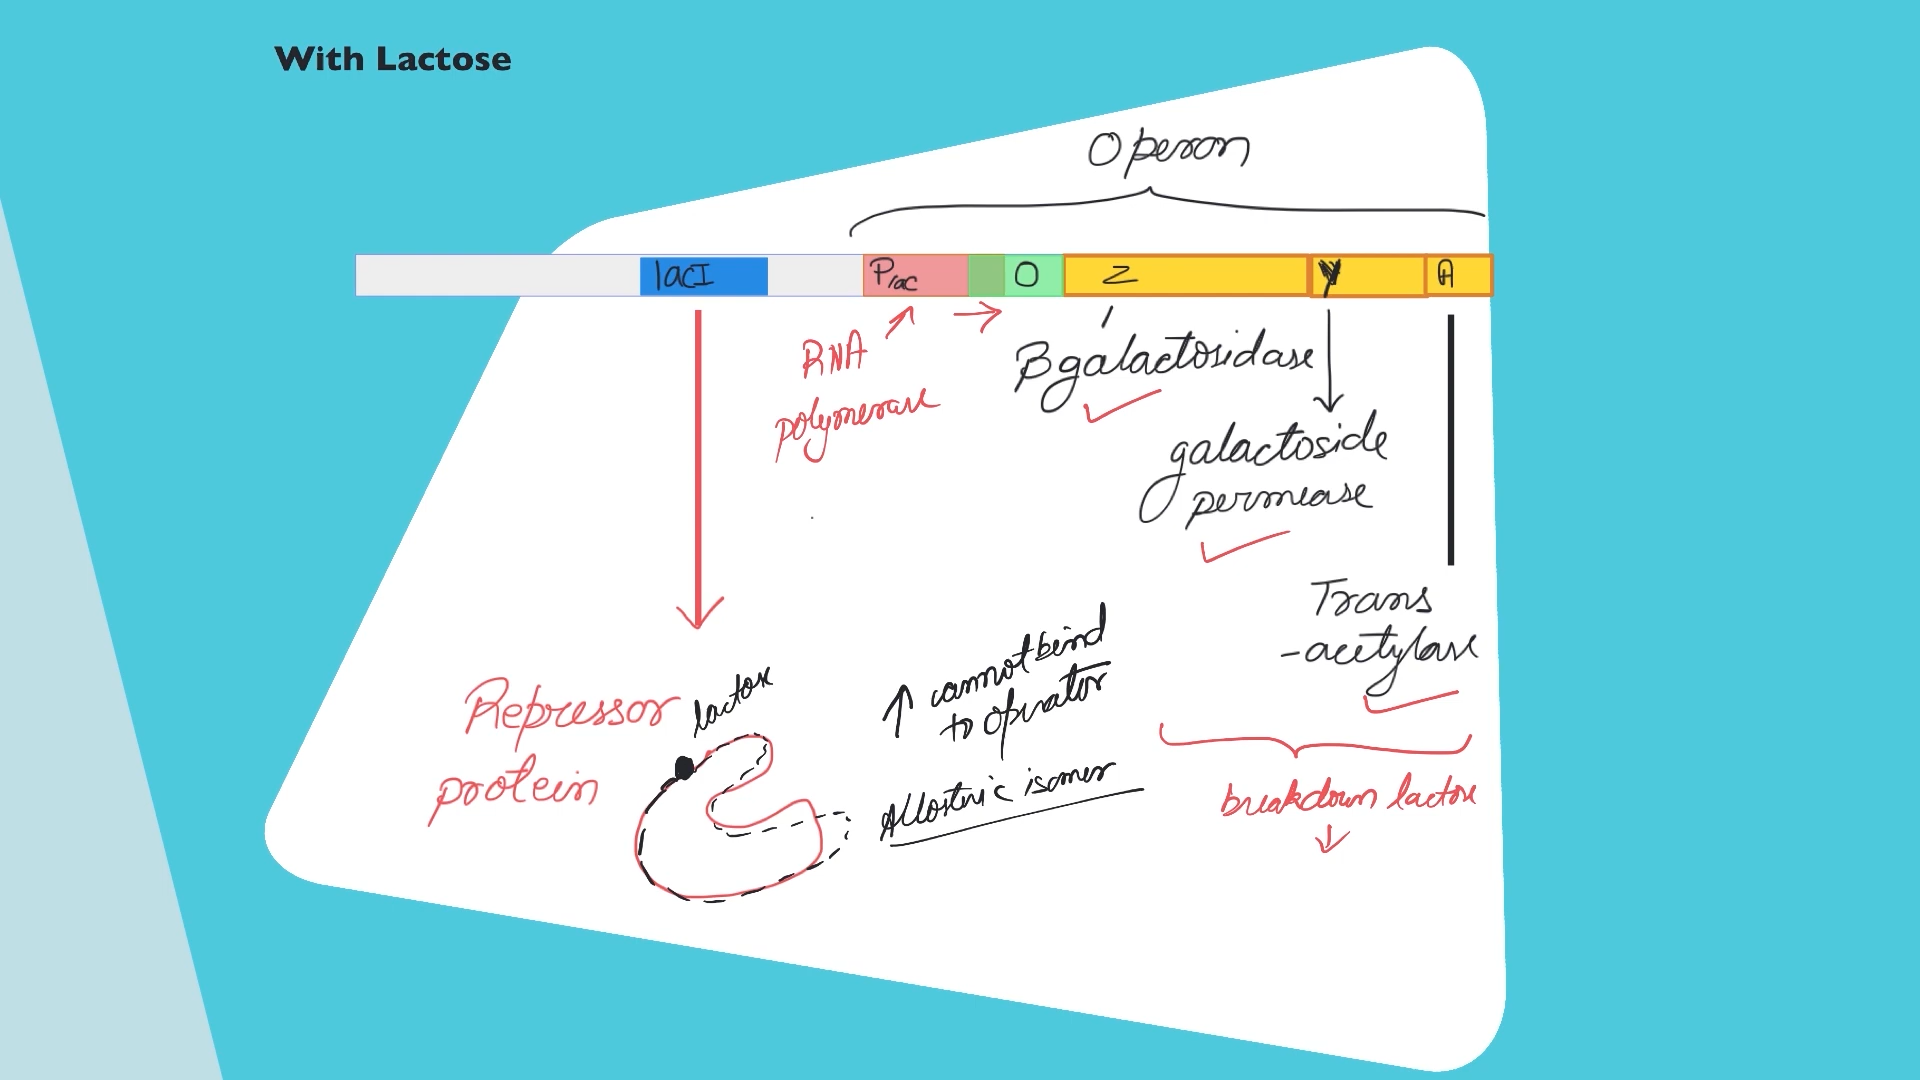 With Lactose
Operon
lacI
Plac
O
Z
Y
A
RNA
polymerase
Bgalactosidase
galactoside
permease
Trans
-acetylase
Repressor
protein
lactose
cannot bind
to operator
Allosteric isomer
breakdown lactose